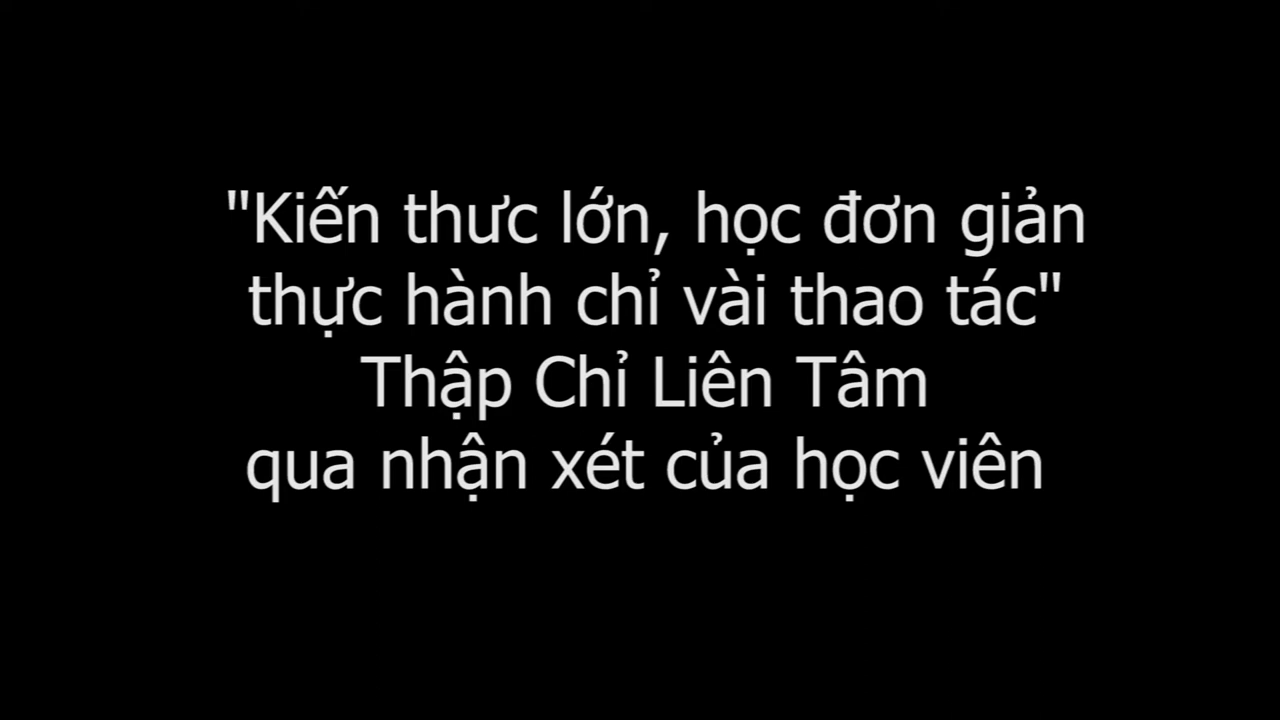 "Kiến thưc lớn, học đơn giản
thực hành chỉ vài thao tác"
Thập Chỉ Liên Tâm
qua nhận xét của học viên